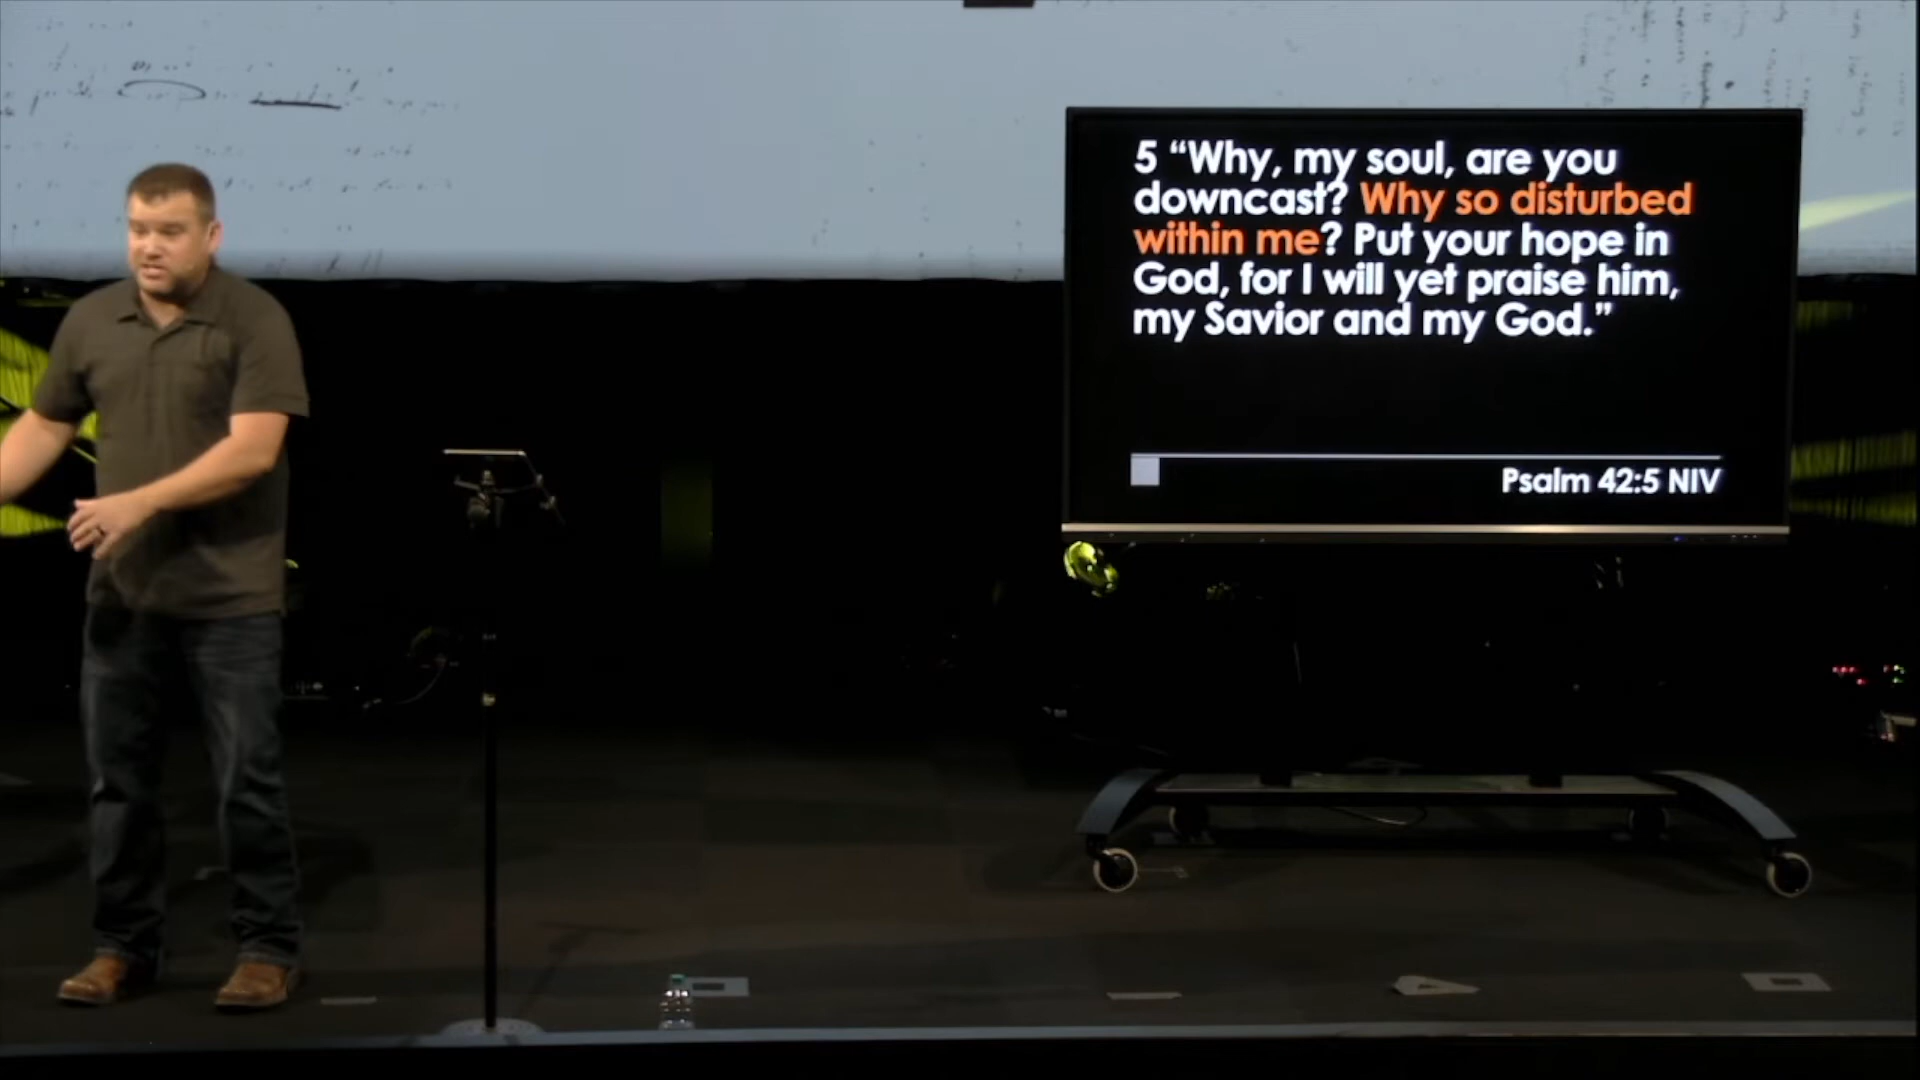 5 “Why, my soul, are you
downcast? Why so disturbed
within me? Put your hope in
God, for I will yet praise him,
my Savior and my God.”
Psalm 42:5 NIV